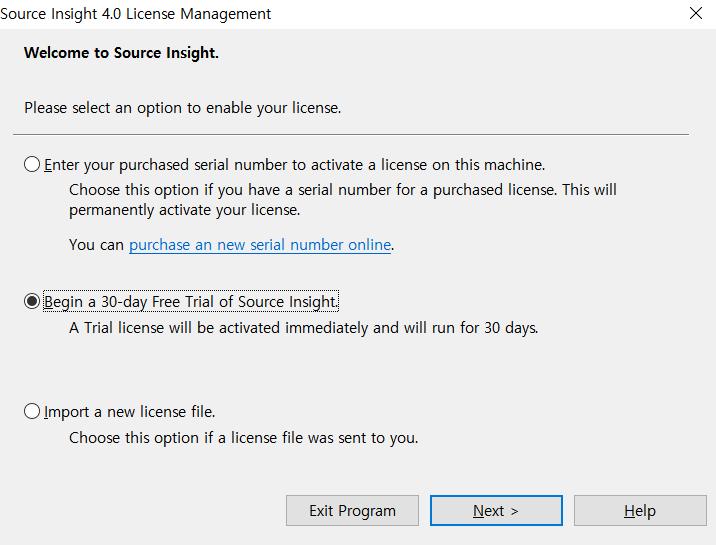 Source Insight 4.0 License Management
Welcome to Source Insight.
Please select an option to enable your license.
Enter your purchased serial number to activate a license on this machine.
Choose this option if you have a serial number for a purchased license. This will
permanently activate your license.
You can purchase an new serial number online.
Begin a 30-day Free Trial of Source Insight.
A Trial license will be activated immediately and will run for 30 days.
Import a new license file.
Choose this option if a license file was sent to you.
Exit Program
Next >
Help